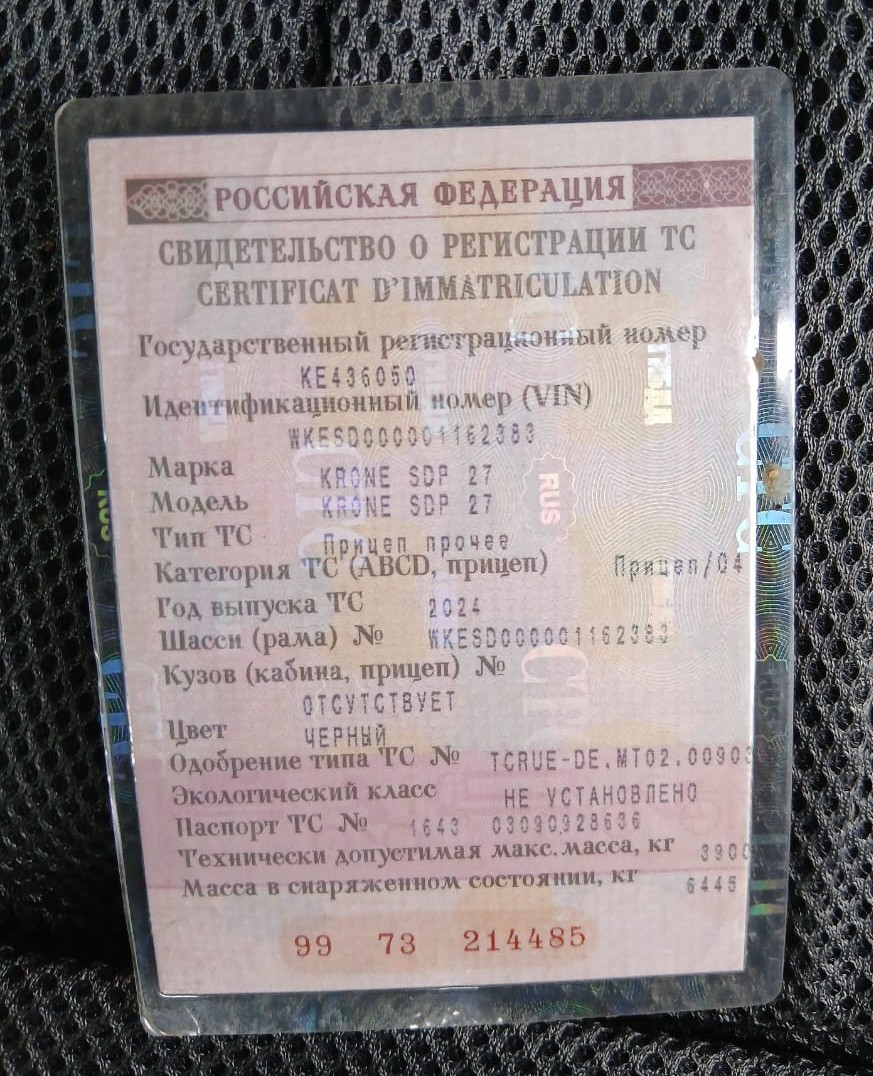 РОССИЙСКАЯ ФЕДЕРАЦИЯ
СВИДЕТЕЛЬСТВО О РЕГИСТРАЦИИ ТС
CERTIFICAT D'IMMATRICULATION
Государственный регистрационный номер
КЕ436050
Идентификационный номер (VIN)
WKESD000001162383
Марка KRONE SDP 27
Модель KRONE SDP 27
Тип ТС Прицеп прочее
Категория ТС (ABCD, прицеп) Прицеп/О4
Год выпуска ТС 2024
Шасси (рама) № WKESD000001162383
Кузов (кабина, прицеп) №
ОТСУТСТВУЕТ
Цвет ЧЕРНЫЙ
Одобрение типа ТС № TCRUE-DE.MT02.00903
Экологический класс НЕ УСТАНОВЛЕНО
Паспорт ТС № 1643 03090928636
Технически допустимая макс. масса, кг 3900
Масса в снаряженном состоянии, кг 6445
99 73 214485
RUS